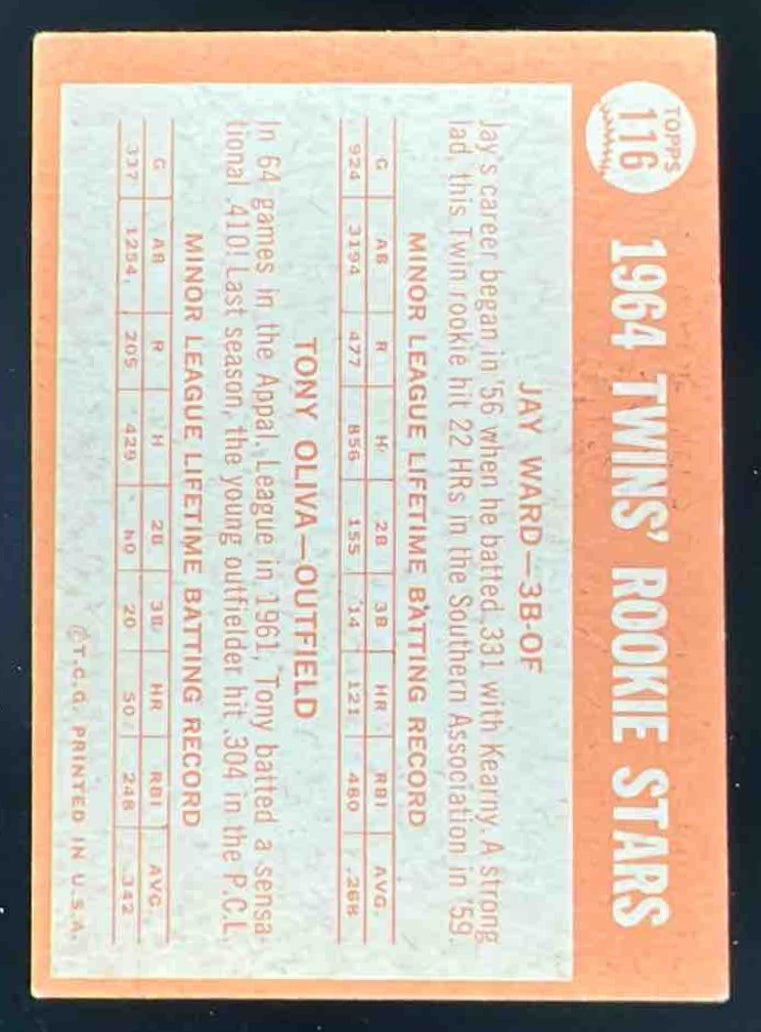 TOPPS
116
1964 TWINS' ROOKIE STARS
JAY WARD—3B-OF
Jay's career began in '56 when he batted .331 with Kearny. A strong
lad, this Twin rookie hit 22 HRs in the Southern Association in '59.
MINOR LEAGUE LIFETIME BATTING RECORD
G AB R H 2B 3B HR RBI AVG.
924 3194 477 856 155 14 121 480 .268
TONY OLIVA—OUTFIELD
In 64 games in the Appal. League in 1961, Tony batted a sensa-
tional .410! Last season, the young outfielder hit .304 in the P.C.L.
MINOR LEAGUE LIFETIME BATTING RECORD
G AB R H 2B 3B HR RBI AVG.
337 1254 205 429 20 50 248 .342
©T.C.G. PRINTED IN U.S.A.